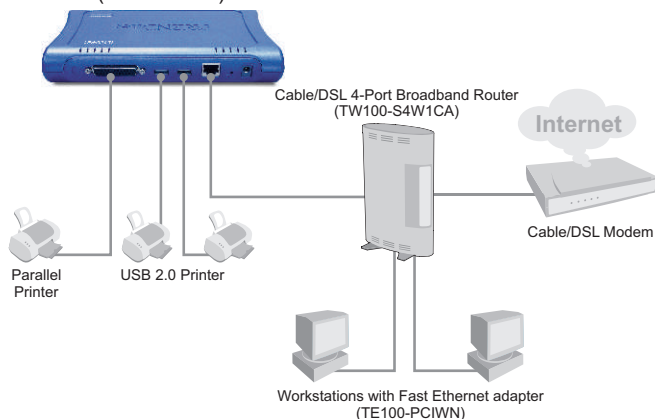 TRENDnet
Cable/DSL 4-Port Broadband Router
(TW100-S4W1CA)
Internet
Cable/DSL Modem
Parallel
Printer
USB 2.0 Printer
Workstations with Fast Ethernet adapter
(TE100-PCIWN)